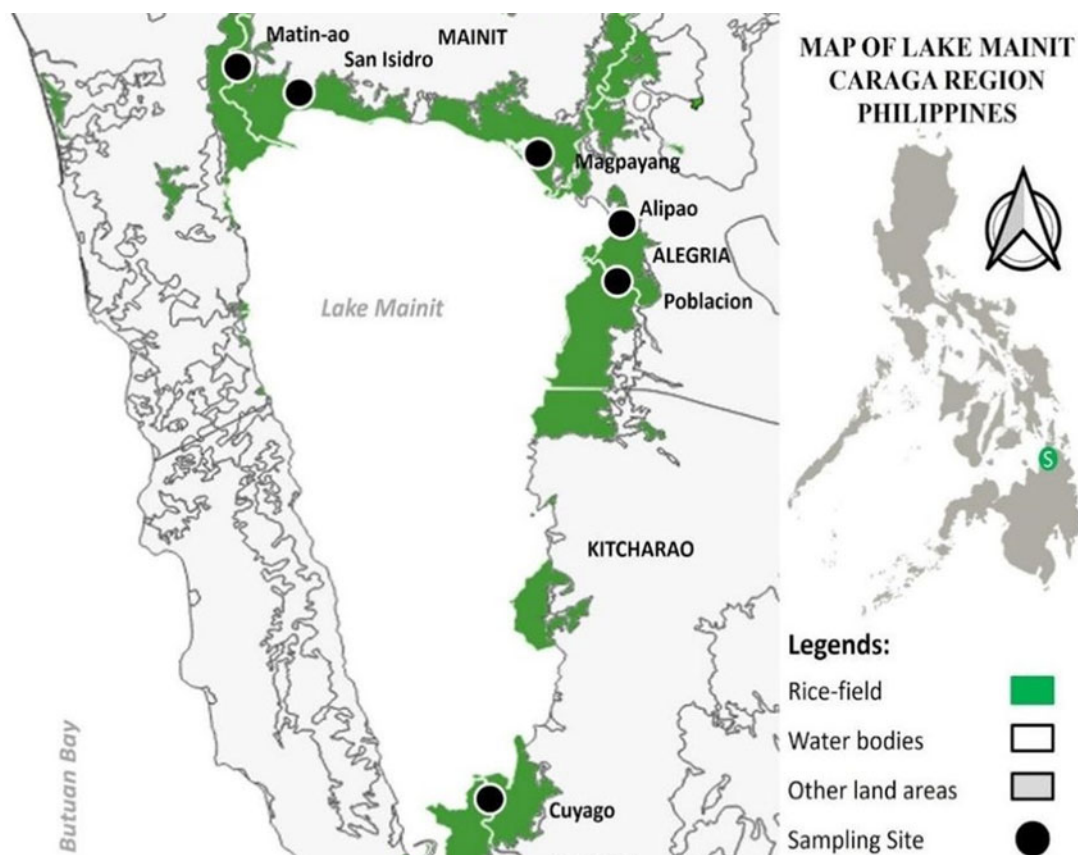 Matin-ao
San Isidro
MAINIT
Magpayang
Alipao
ALEGRIA
Poblacion
Lake Mainit
KITCHARAO
Cuyago
Butuan Bay
MAP OF LAKE MAINIT
CARAGA REGION
PHILIPPINES
S
Legends:
Rice-field
Water bodies
Other land areas
Sampling Site